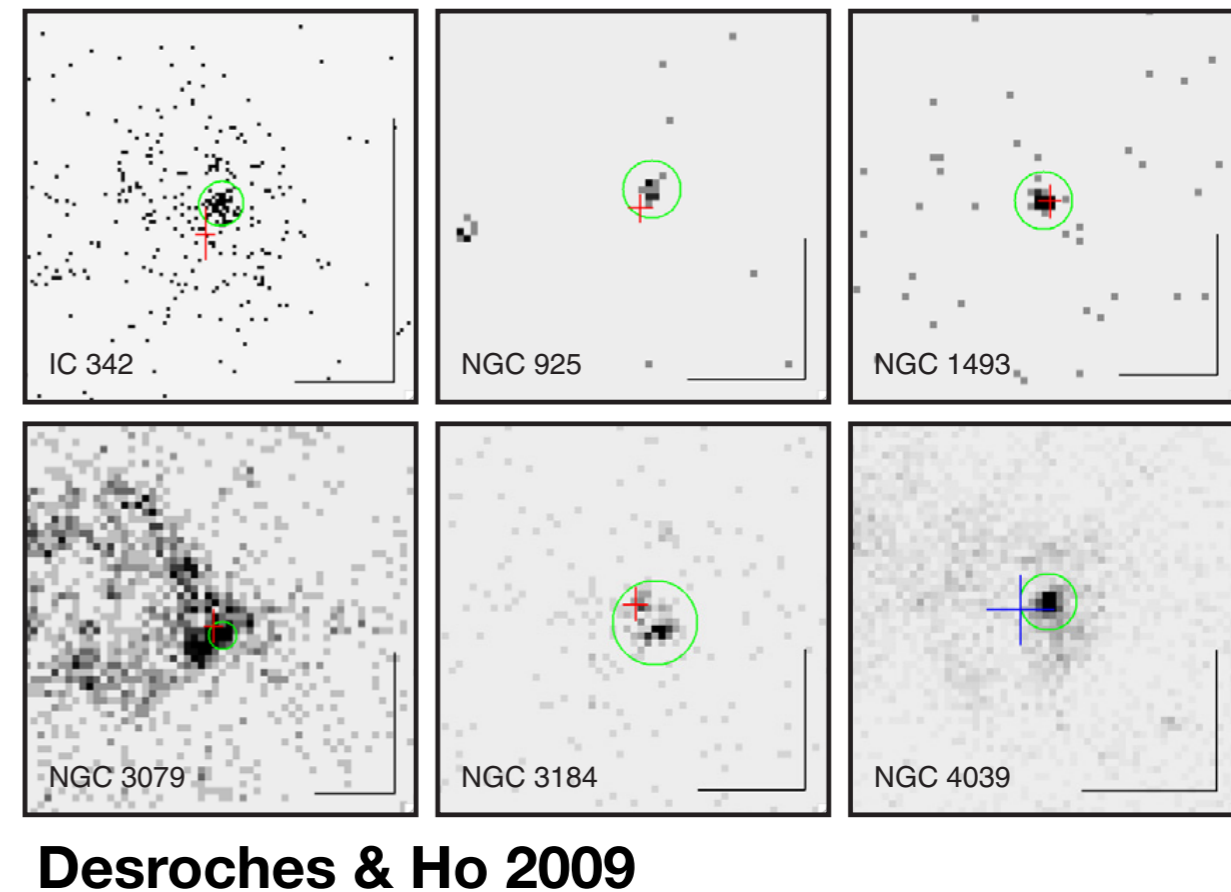 IC 342
NGC 925
NGC 1493
NGC 3079
NGC 3184
NGC 4039
Desroches & Ho 2009